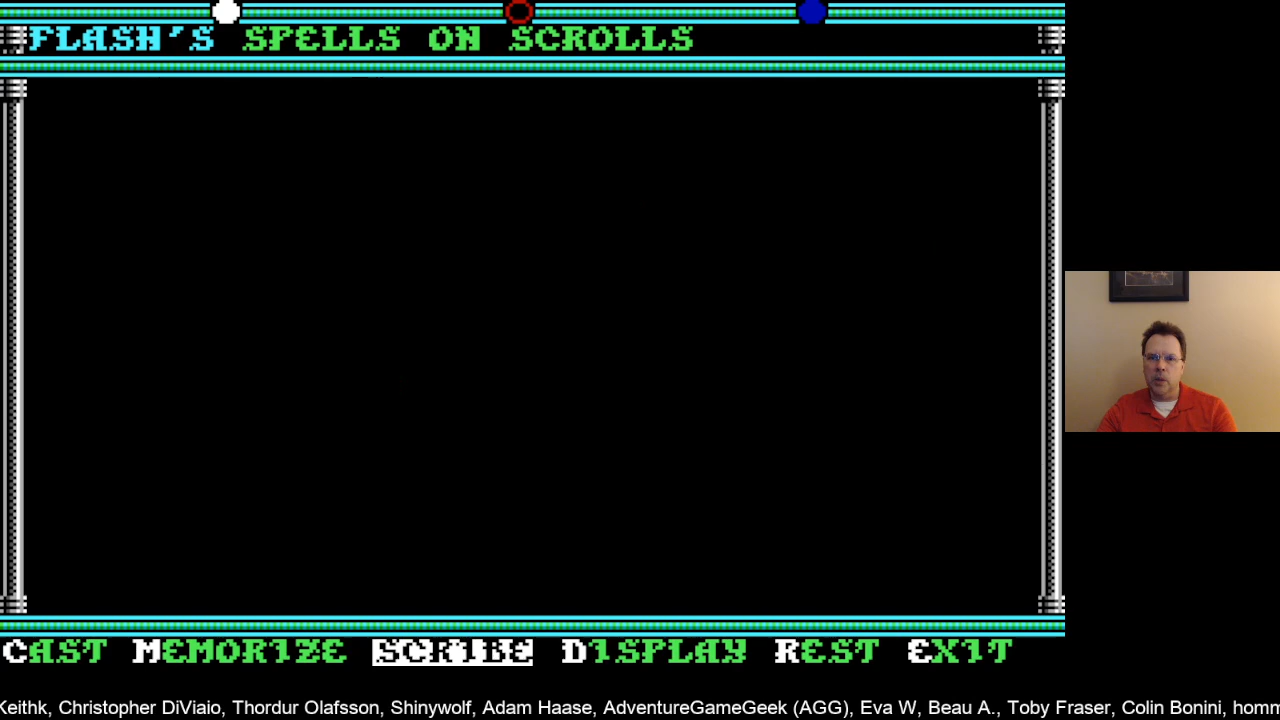 FLASH'S SPELLS ON SCROLLS
CAST MEMORIZE SCRIBE DISPLAY REST EXIT
Keithk, Christopher DiViaio, Thordur Olafsson, Shinywolf, Adam Haase, AdventureGameGeek (AGG), Eva W, Beau A., Toby Fraser, Colin Bonini, homn